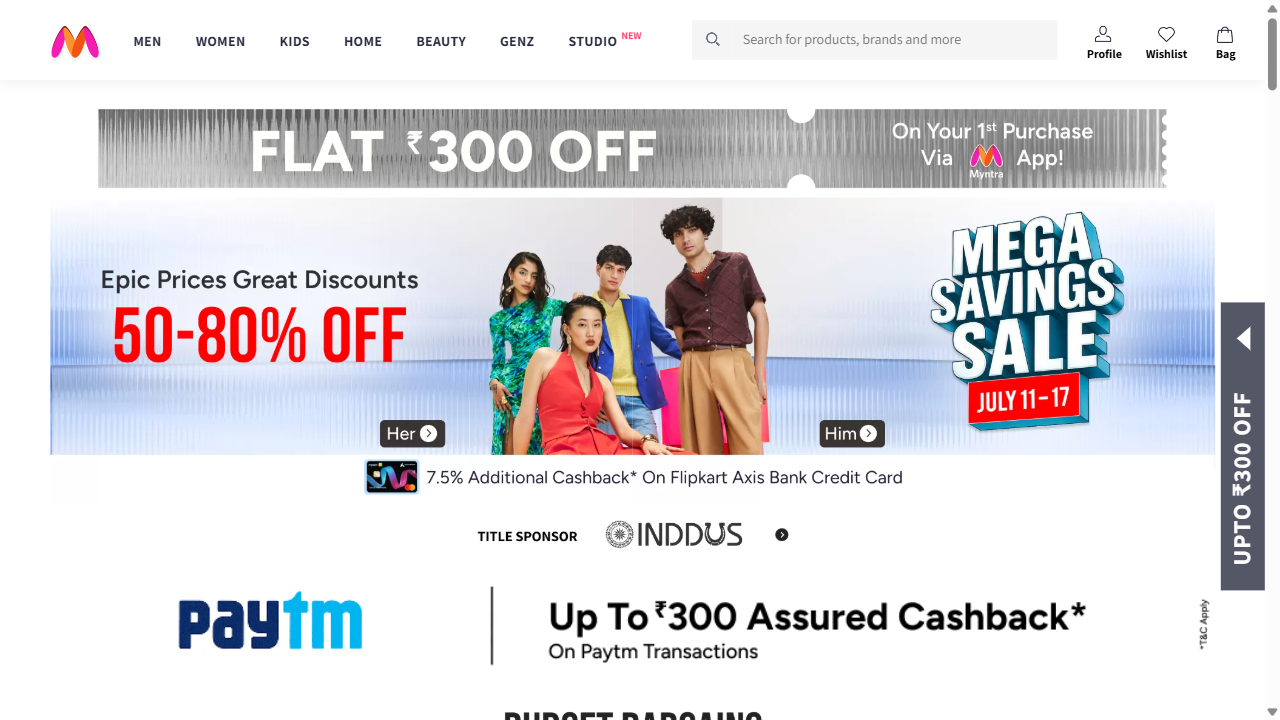 MEN WOMEN KIDS HOME BEAUTY GENZ STUDIO NEW
Search for products, brands and more
Profile Wishlist Bag
FLAT ₹300 OFF
On Your 1st Purchase
Via Myntra App!
Epic Prices Great Discounts
50-80% OFF
MEGA
SAVINGS
SALE
JULY 11-17
Her
Him
UPTO ₹300 OFF
7.5% Additional Cashback* On Flipkart Axis Bank Credit Card
TITLE SPONSOR INDDUS
paytm
Up To ₹300 Assured Cashback*
On Paytm Transactions
*T&C Apply
BUDGET BARGAINS